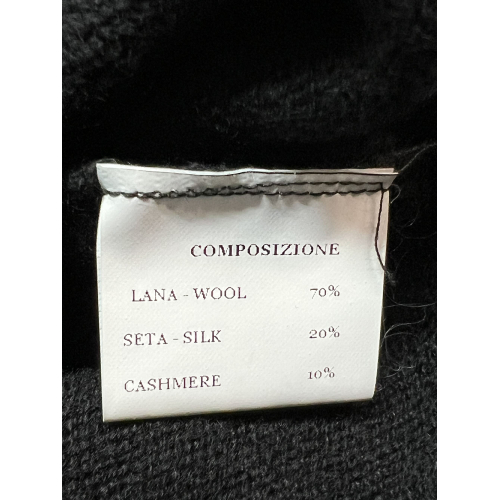 COMPOSIZIONE
LANA - WOOL 70%
SETA - SILK 20%
CASHMERE 10%